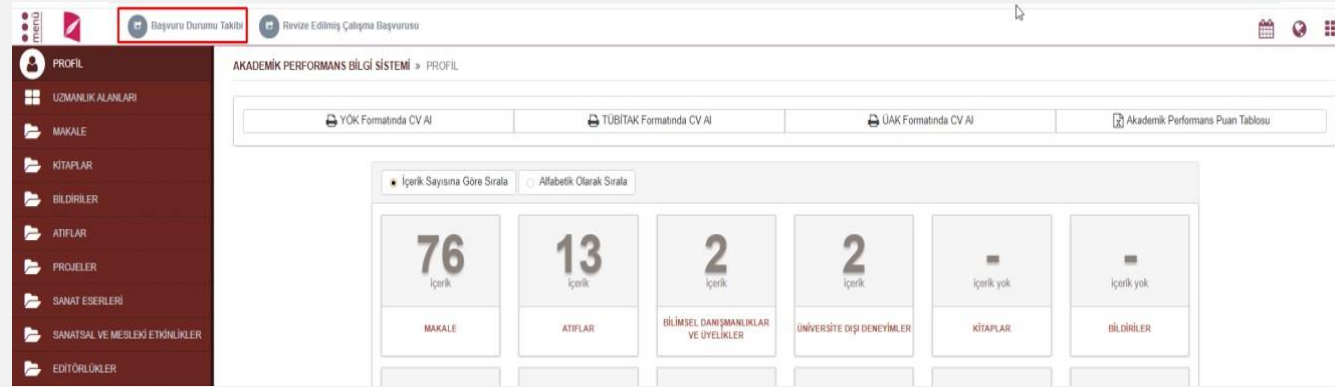 menü
Başvuru Durumu Takibi
Revize Edilmiş Çalışma Başvurusu
PROFİL
UZMANLIK ALANLARI
MAKALE
KİTAPLAR
BİLDİRİLER
ATIFLAR
PROJELER
SANAT ESERLERİ
SANATSAL VE MESLEKİ ETKİNLİKLER
EDİTÖRLÜKLER
AKADEMİK PERFORMANS BİLGİ SİSTEMİ » PROFİL
YÖK Formatında CV Al
TÜBİTAK Formatında CV Al
ÜAK Formatında CV Al
Akademik Performans Puan Tablosu
İçerik Sayısına Göre Sırala
Alfabetik Olarak Sırala
76
içerik
MAKALE
13
içerik
ATIFLAR
2
içerik
BİLİMSEL DANIŞMANLIKLAR
VE ÜYELİKLER
2
içerik
ÜNİVERSİTE DIŞI DENEYİMLER
-
içerik yok
KİTAPLAR
-
içerik yok
BİLDİRİLER